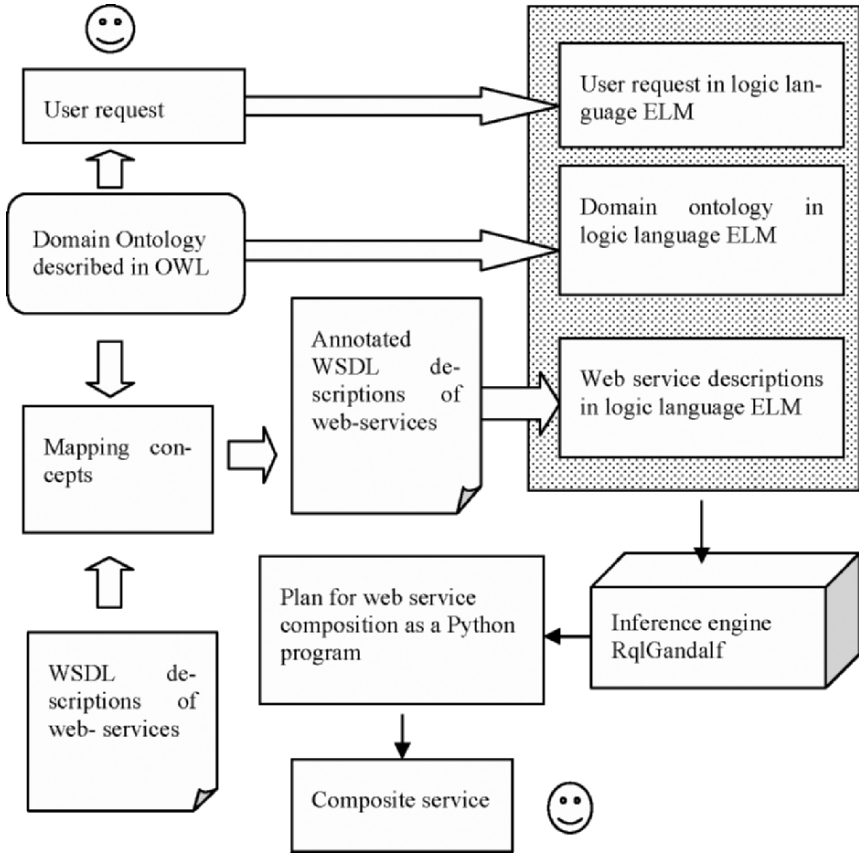 User request
User request in logic lan-
guage ELM
Domain Ontology
described in OWL
Domain ontology in
logic language ELM
Annotated
WSDL de-
scriptions of
web-services
Web service descriptions
in logic language ELM
Mapping con-
cepts
Plan for web service
composition as a Python
program
Inference engine
RqlGandalf
WSDL de-
scriptions of
web- services
Composite service